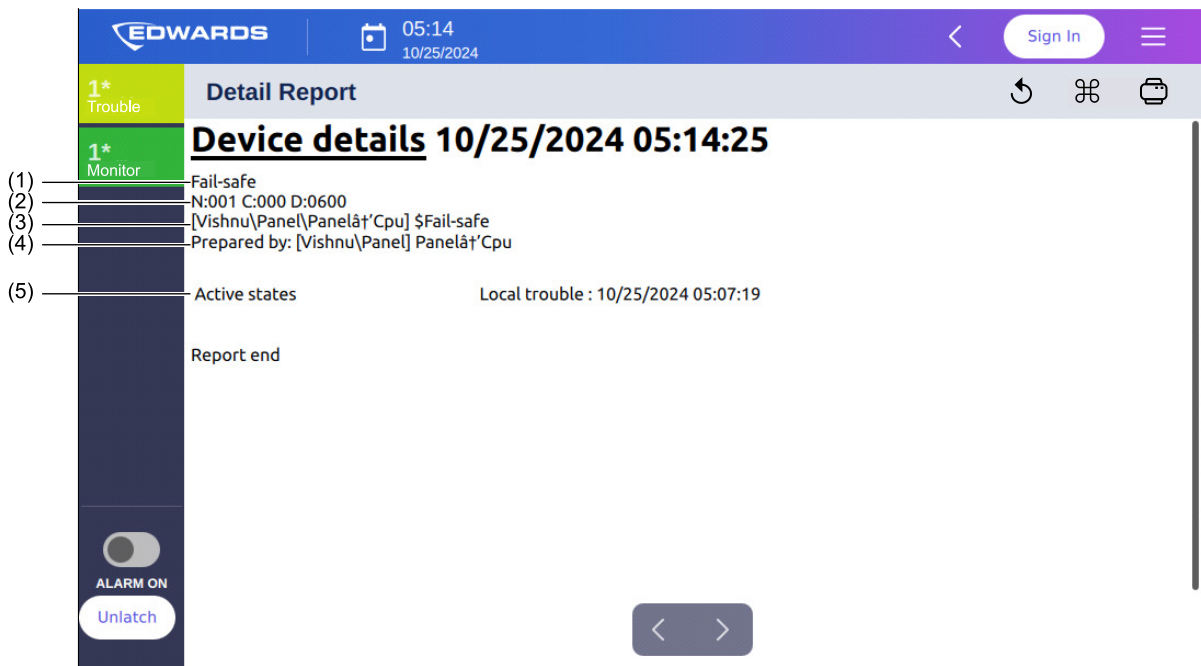 EDWARDS
05:14
10/25/2024
Sign In
1*
Trouble
Detail Report
1*
Monitor
Device details 10/25/2024 05:14:25
(1)
Fail-safe
(2)
N:001 C:000 D:0600
(3)
[Vishnu\Panel\Panelâ†’Cpu] $Fail-safe
(4)
Prepared by: [Vishnu\Panel] Panelâ†’Cpu
(5)
Active states Local trouble : 10/25/2024 05:07:19
Report end
ALARM ON
Unlatch